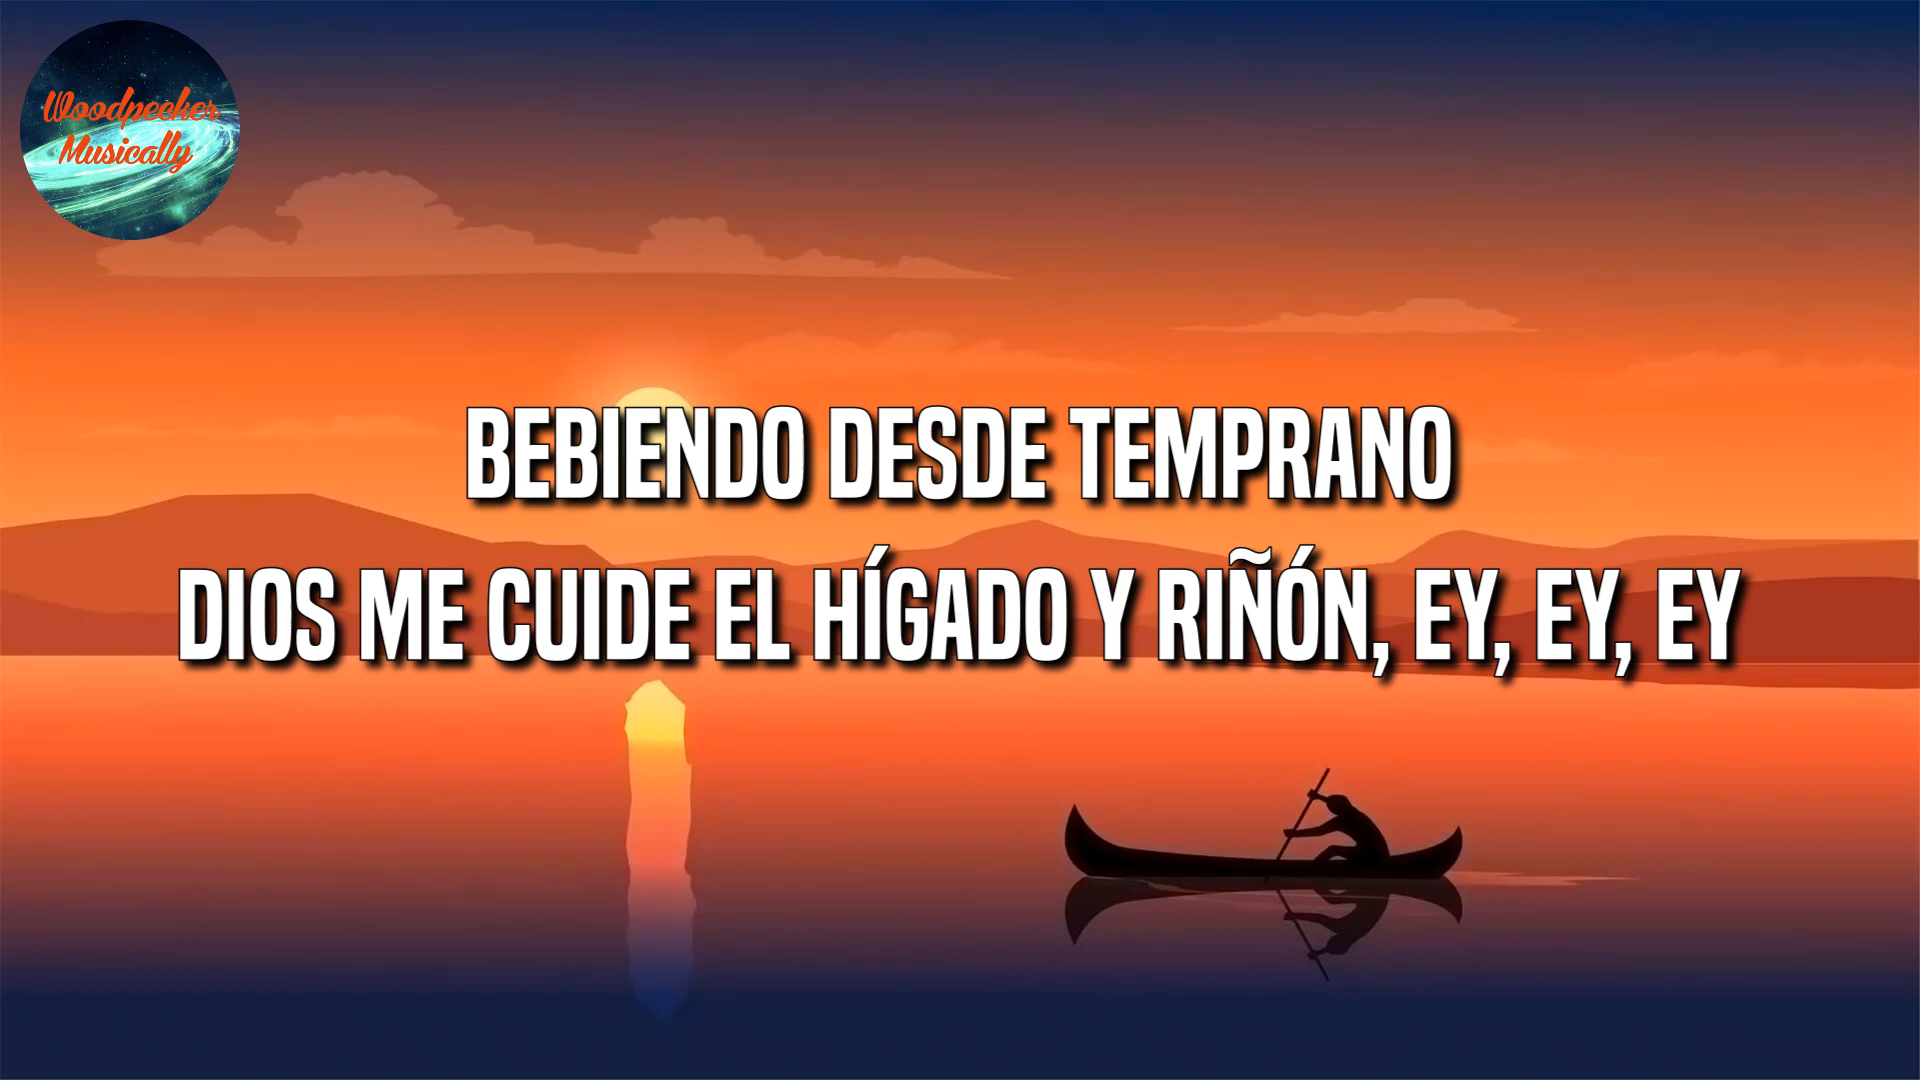 Woodpecker
Musically
BEBIENDO DESDE TEMPRANO
DIOS ME CUIDE EL HÍGADO Y RIÑÓN, EY, EY, EY